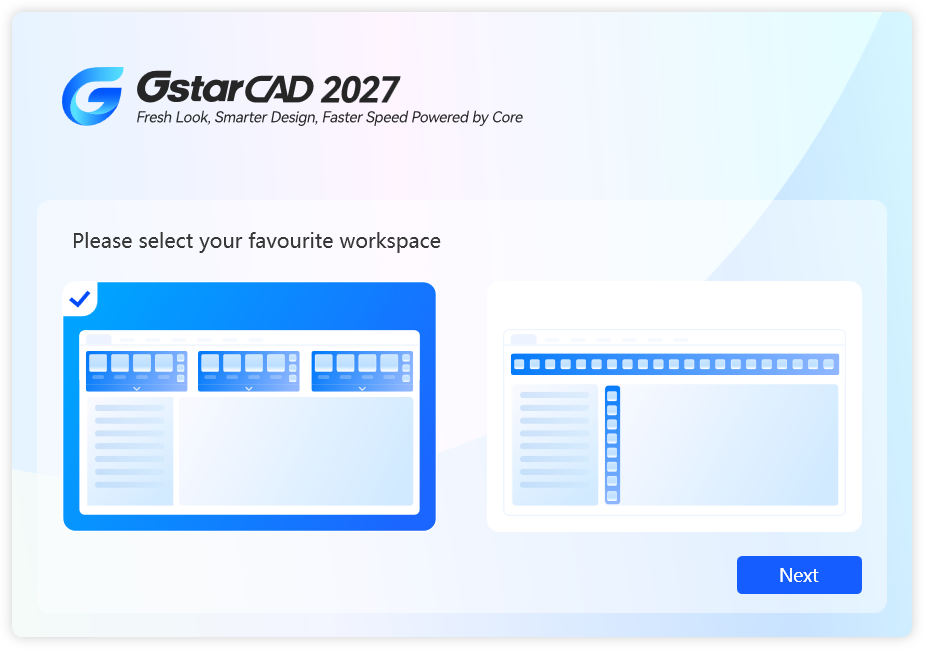 GstarCAD 2027
Fresh Look, Smarter Design, Faster Speed Powered by Core
Please select your favourite workspace
Next